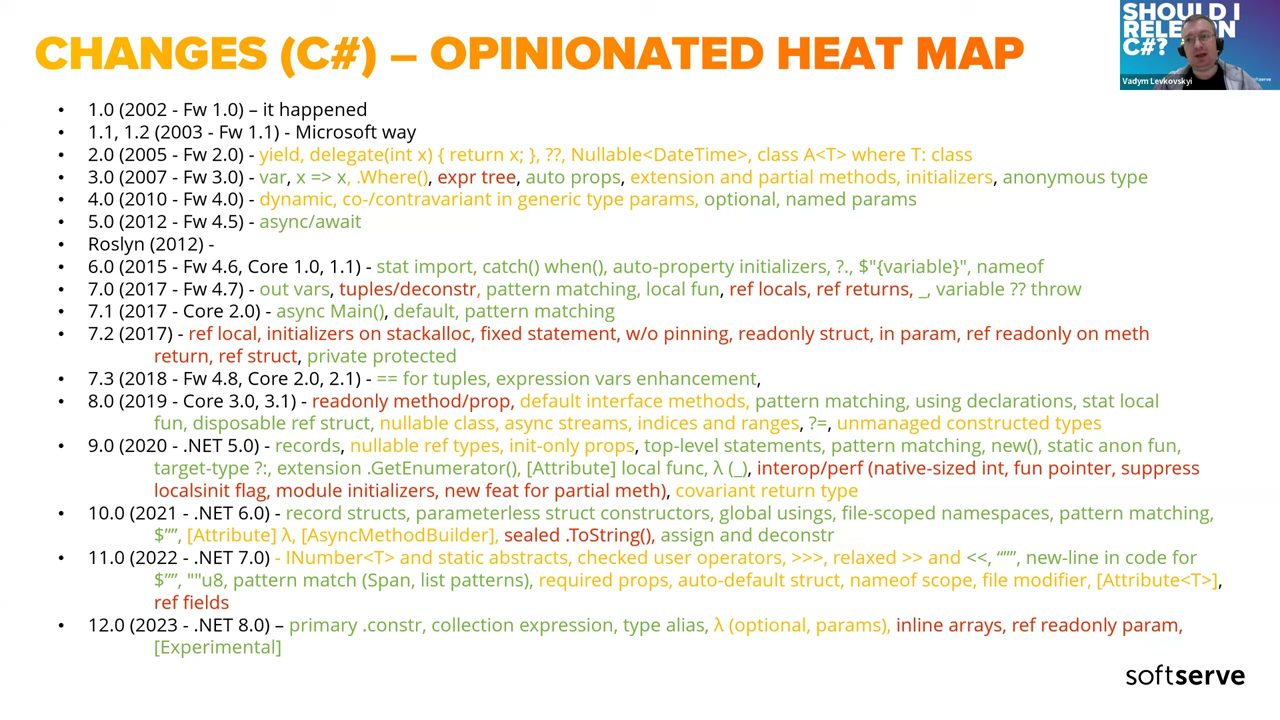 CHANGES (C#) – OPINIONATED HEAT MAP
SHOULD I
C#?
Vadym Levkovskyi
• 1.0 (2002 - Fw 1.0) – it happened
• 1.1, 1.2 (2003 - Fw 1.1) - Microsoft way
• 2.0 (2005 - Fw 2.0) - yield, delegate(int x) { return x; }, ??, Nullable<DateTime>, class A<T> where T: class
• 3.0 (2007 - Fw 3.0) - var, x => x, .Where(), expr tree, auto props, extension and partial methods, initializers, anonymous type
• 4.0 (2010 - Fw 4.0) - dynamic, co-/contravariant in generic type params, optional, named params
• 5.0 (2012 - Fw 4.5) - async/await
• Roslyn (2012) -
• 6.0 (2015 - Fw 4.6, Core 1.0, 1.1) - stat import, catch() when(), auto-property initializers, ?., $"{variable}", nameof
• 7.0 (2017 - Fw 4.7) - out vars, tuples/deconstr, pattern matching, local fun, ref locals, ref returns, _, variable ?? throw
• 7.1 (2017 - Core 2.0) - async Main(), default, pattern matching
• 7.2 (2017) - ref local, initializers on stackalloc, fixed statement, w/o pinning, readonly struct, in param, ref readonly on meth
return, ref struct, private protected
• 7.3 (2018 - Fw 4.8, Core 2.0, 2.1) - == for tuples, expression vars enhancement,
• 8.0 (2019 - Core 3.0, 3.1) - readonly method/prop, default interface methods, pattern matching, using declarations, stat local
fun, disposable ref struct, nullable class, async streams, indices and ranges, ?=, unmanaged constructed types
• 9.0 (2020 - .NET 5.0) - records, nullable ref types, init-only props, top-level statements, pattern matching, new(), static anon fun,
target-type ?:, extension .GetEnumerator(), [Attribute] local func, λ (_), interop/perf (native-sized int, fun pointer, suppress
localsinit flag, module initializers, new feat for partial meth), covariant return type
• 10.0 (2021 - .NET 6.0) - record structs, parameterless struct constructors, global usings, file-scoped namespaces, pattern matching,
$””, [Attribute] λ, [AsyncMethodBuilder], sealed .ToString(), assign and deconstr
• 11.0 (2022 - .NET 7.0) - INumber<T> and static abstracts, checked user operators, >>>, relaxed >> and <<, “””, new-line in code for
$””, ""u8, pattern match (Span, list patterns), required props, auto-default struct, nameof scope, file modifier, [Attribute<T>],
ref fields
• 12.0 (2023 - .NET 8.0) – primary .constr, collection expression, type alias, λ (optional, params), inline arrays, ref readonly param,
[Experimental]
softserve